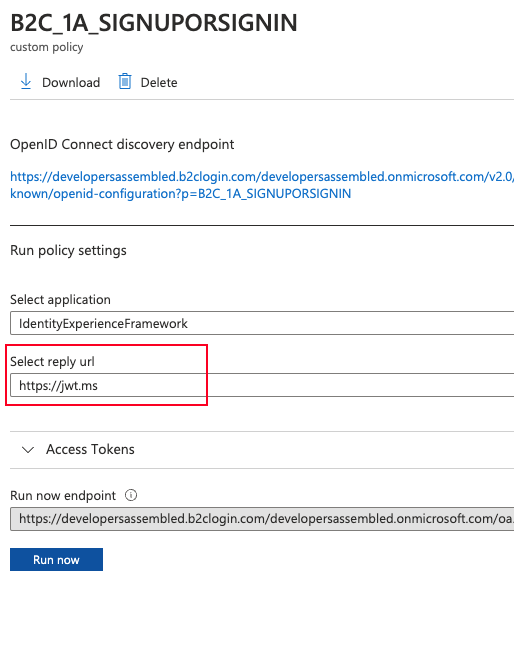 B2C_1A_SIGNUPORSIGNIN
custom policy
Download Delete
OpenID Connect discovery endpoint
https://developersassembled.b2clogin.com/developersassembled.onmicrosoft.com/v2.0/
known/openid-configuration?p=B2C_1A_SIGNUPORSIGNIN
Run policy settings
Select application
IdentityExperienceFramework
Select reply url
https://jwt.ms
Access Tokens
Run now endpoint
https://developersassembled.b2clogin.com/developersassembled.onmicrosoft.com/oa
Run now